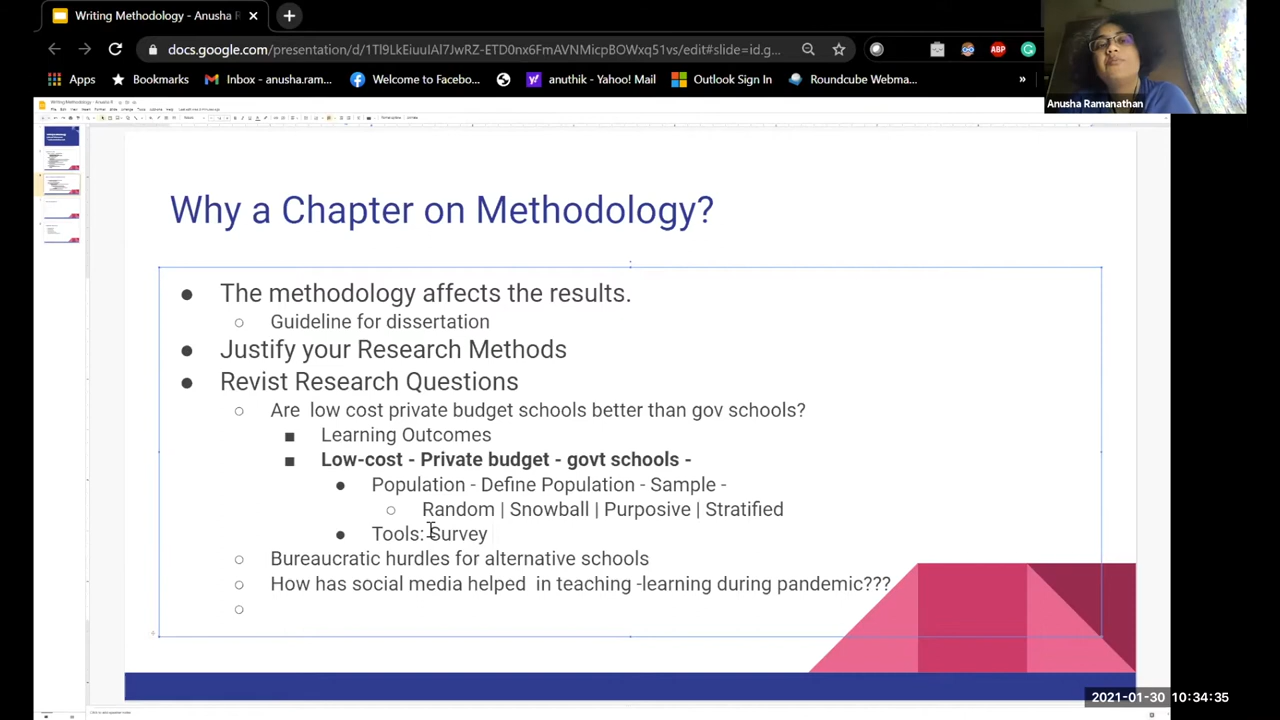 Writing Methodology - Anusha R
docs.google.com/presentation/d/1Tl9LkEiuulAI7JwRZ-ETD0nx6FmAVNMicpBOWxq51vs/edit#slide=id.g...
ABP
Apps
Bookmarks
Inbox - anusha.ram...
Welcome to Facebo...
anuthik - Yahoo! Mail
Outlook Sign In
Roundcube Webma...
»
Anusha Ramanathan
Why a Chapter on Methodology?
● The methodology affects the results.
○ Guideline for dissertation
● Justify your Research Methods
● Revist Research Questions
○ Are low cost private budget schools better than gov schools?
■ Learning Outcomes
■ Low-cost - Private budget - govt schools -
● Population - Define Population - Sample -
○ Random | Snowball | Purposive | Stratified
● Tools: Survey
○ Bureaucratic hurdles for alternative schools
○ How has social media helped in teaching -learning during pandemic???
○
2021-01-30 10:34:35